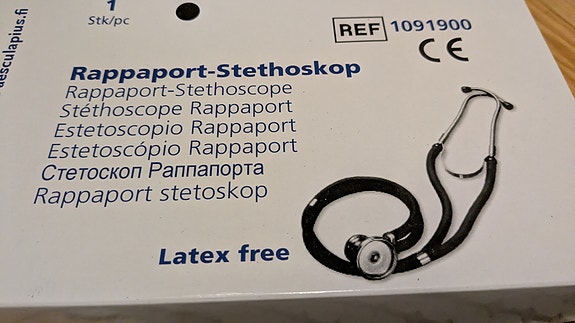 aesculapius.fi
1
Stk/pc
REF 1091900
CE
Rappaport-Stethoskop
Rappaport-Stethoscope
Stéthoscope Rappaport
Estetoscopio Rappaport
Estetoscópio Rappaport
Стетоскоп Раппапорта
Rappaport stetoskop
Latex free